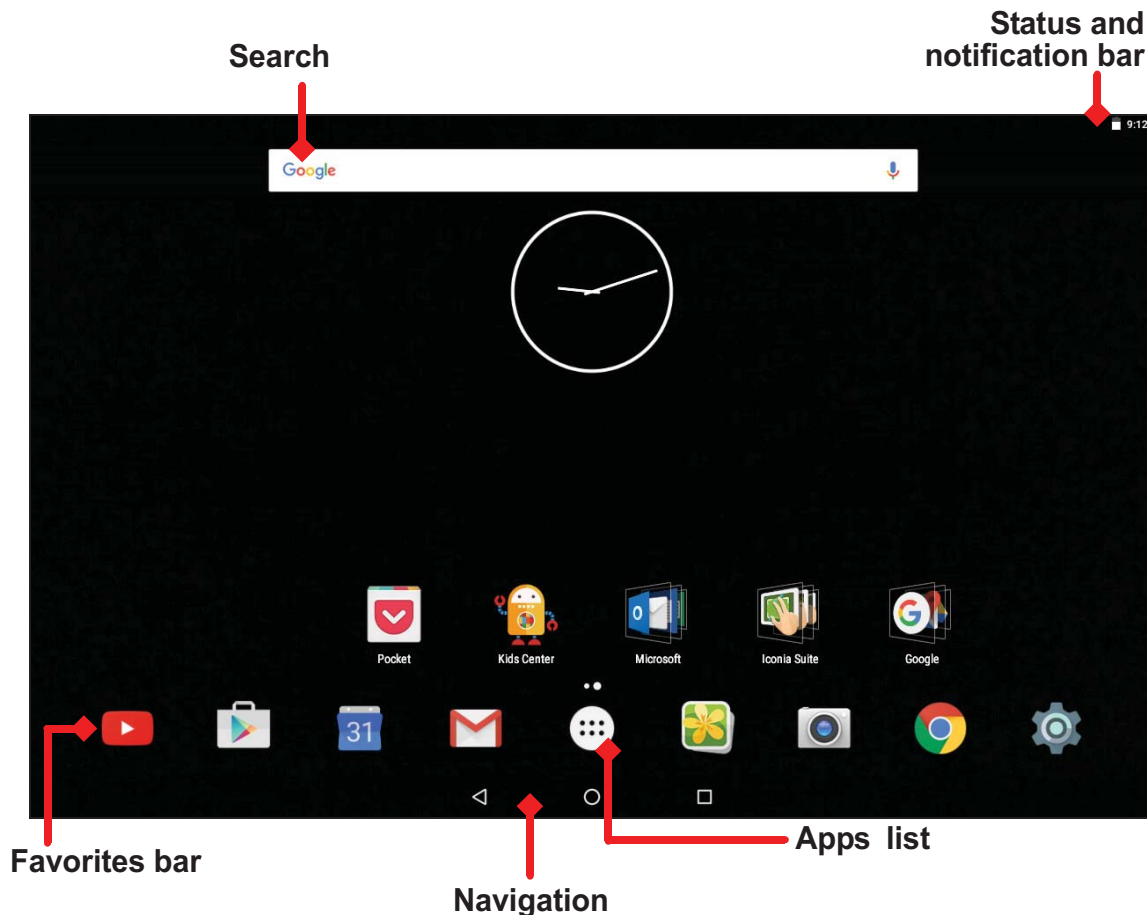 Status and
notification bar
Search
9:12
Google
Pocket
Kids Center
Microsoft
Iconia Suite
Google
31
Apps list
Favorites bar
Navigation